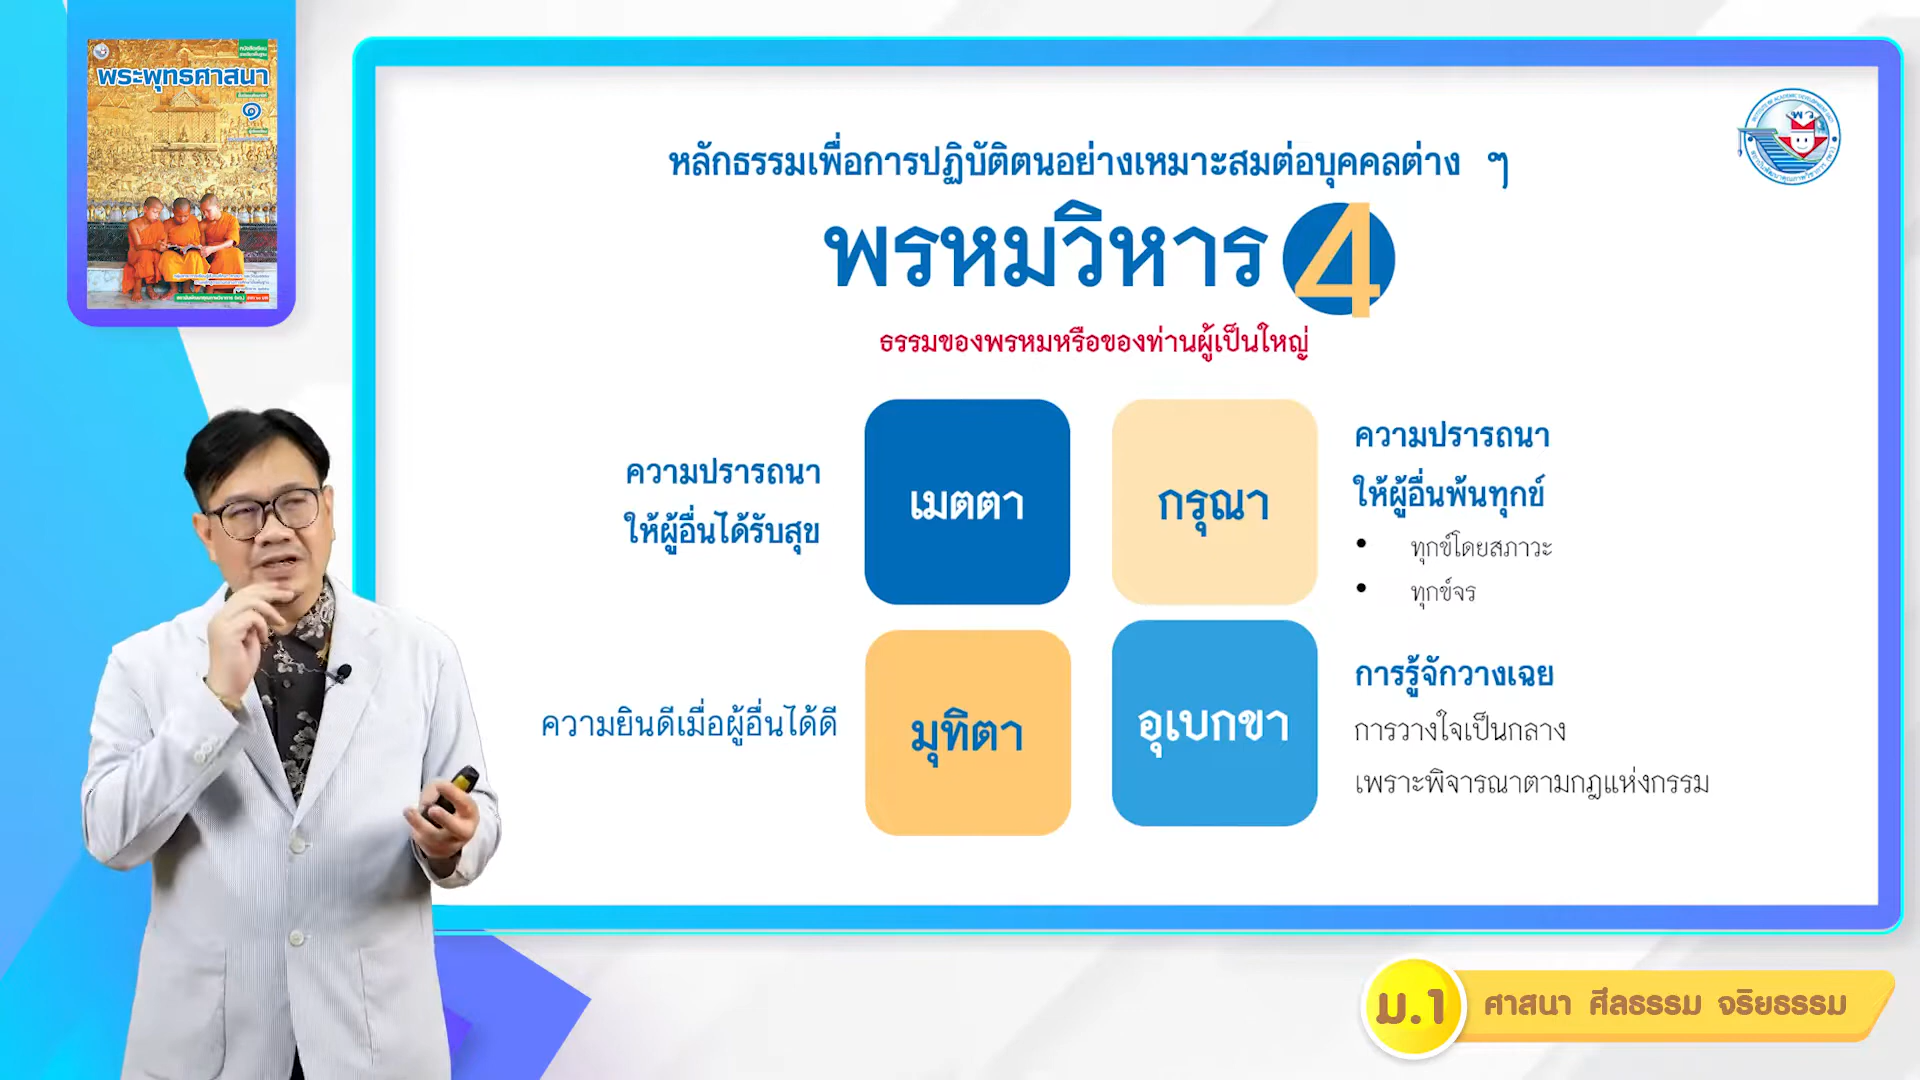 หนังสือเรียน
พระพุทธศาสนา
๑
หลักธรรมเพื่อการปฏิบัติตนอย่างเหมาะสมต่อบุคคลต่าง ๆ
พรหมวิหาร 4
ธรรมของพรหมหรือของท่านผู้เป็นใหญ่
ความปรารถนา
ให้ผู้อื่นได้รับสุข
เมตตา
กรุณา
ความปรารถนา
ให้ผู้อื่นพ้นทุกข์
• ทุกข์โดยสภาวะ
• ทุกข์จร
ความยินดีเมื่อผู้อื่นได้ดี
มุทิตา
อุเบกขา
การรู้จักวางเฉย
การวางใจเป็นกลาง
เพราะพิจารณาตามกฎแห่งกรรม
พว
ม.1
ศาสนา ศีลธรรม จริยธรรม